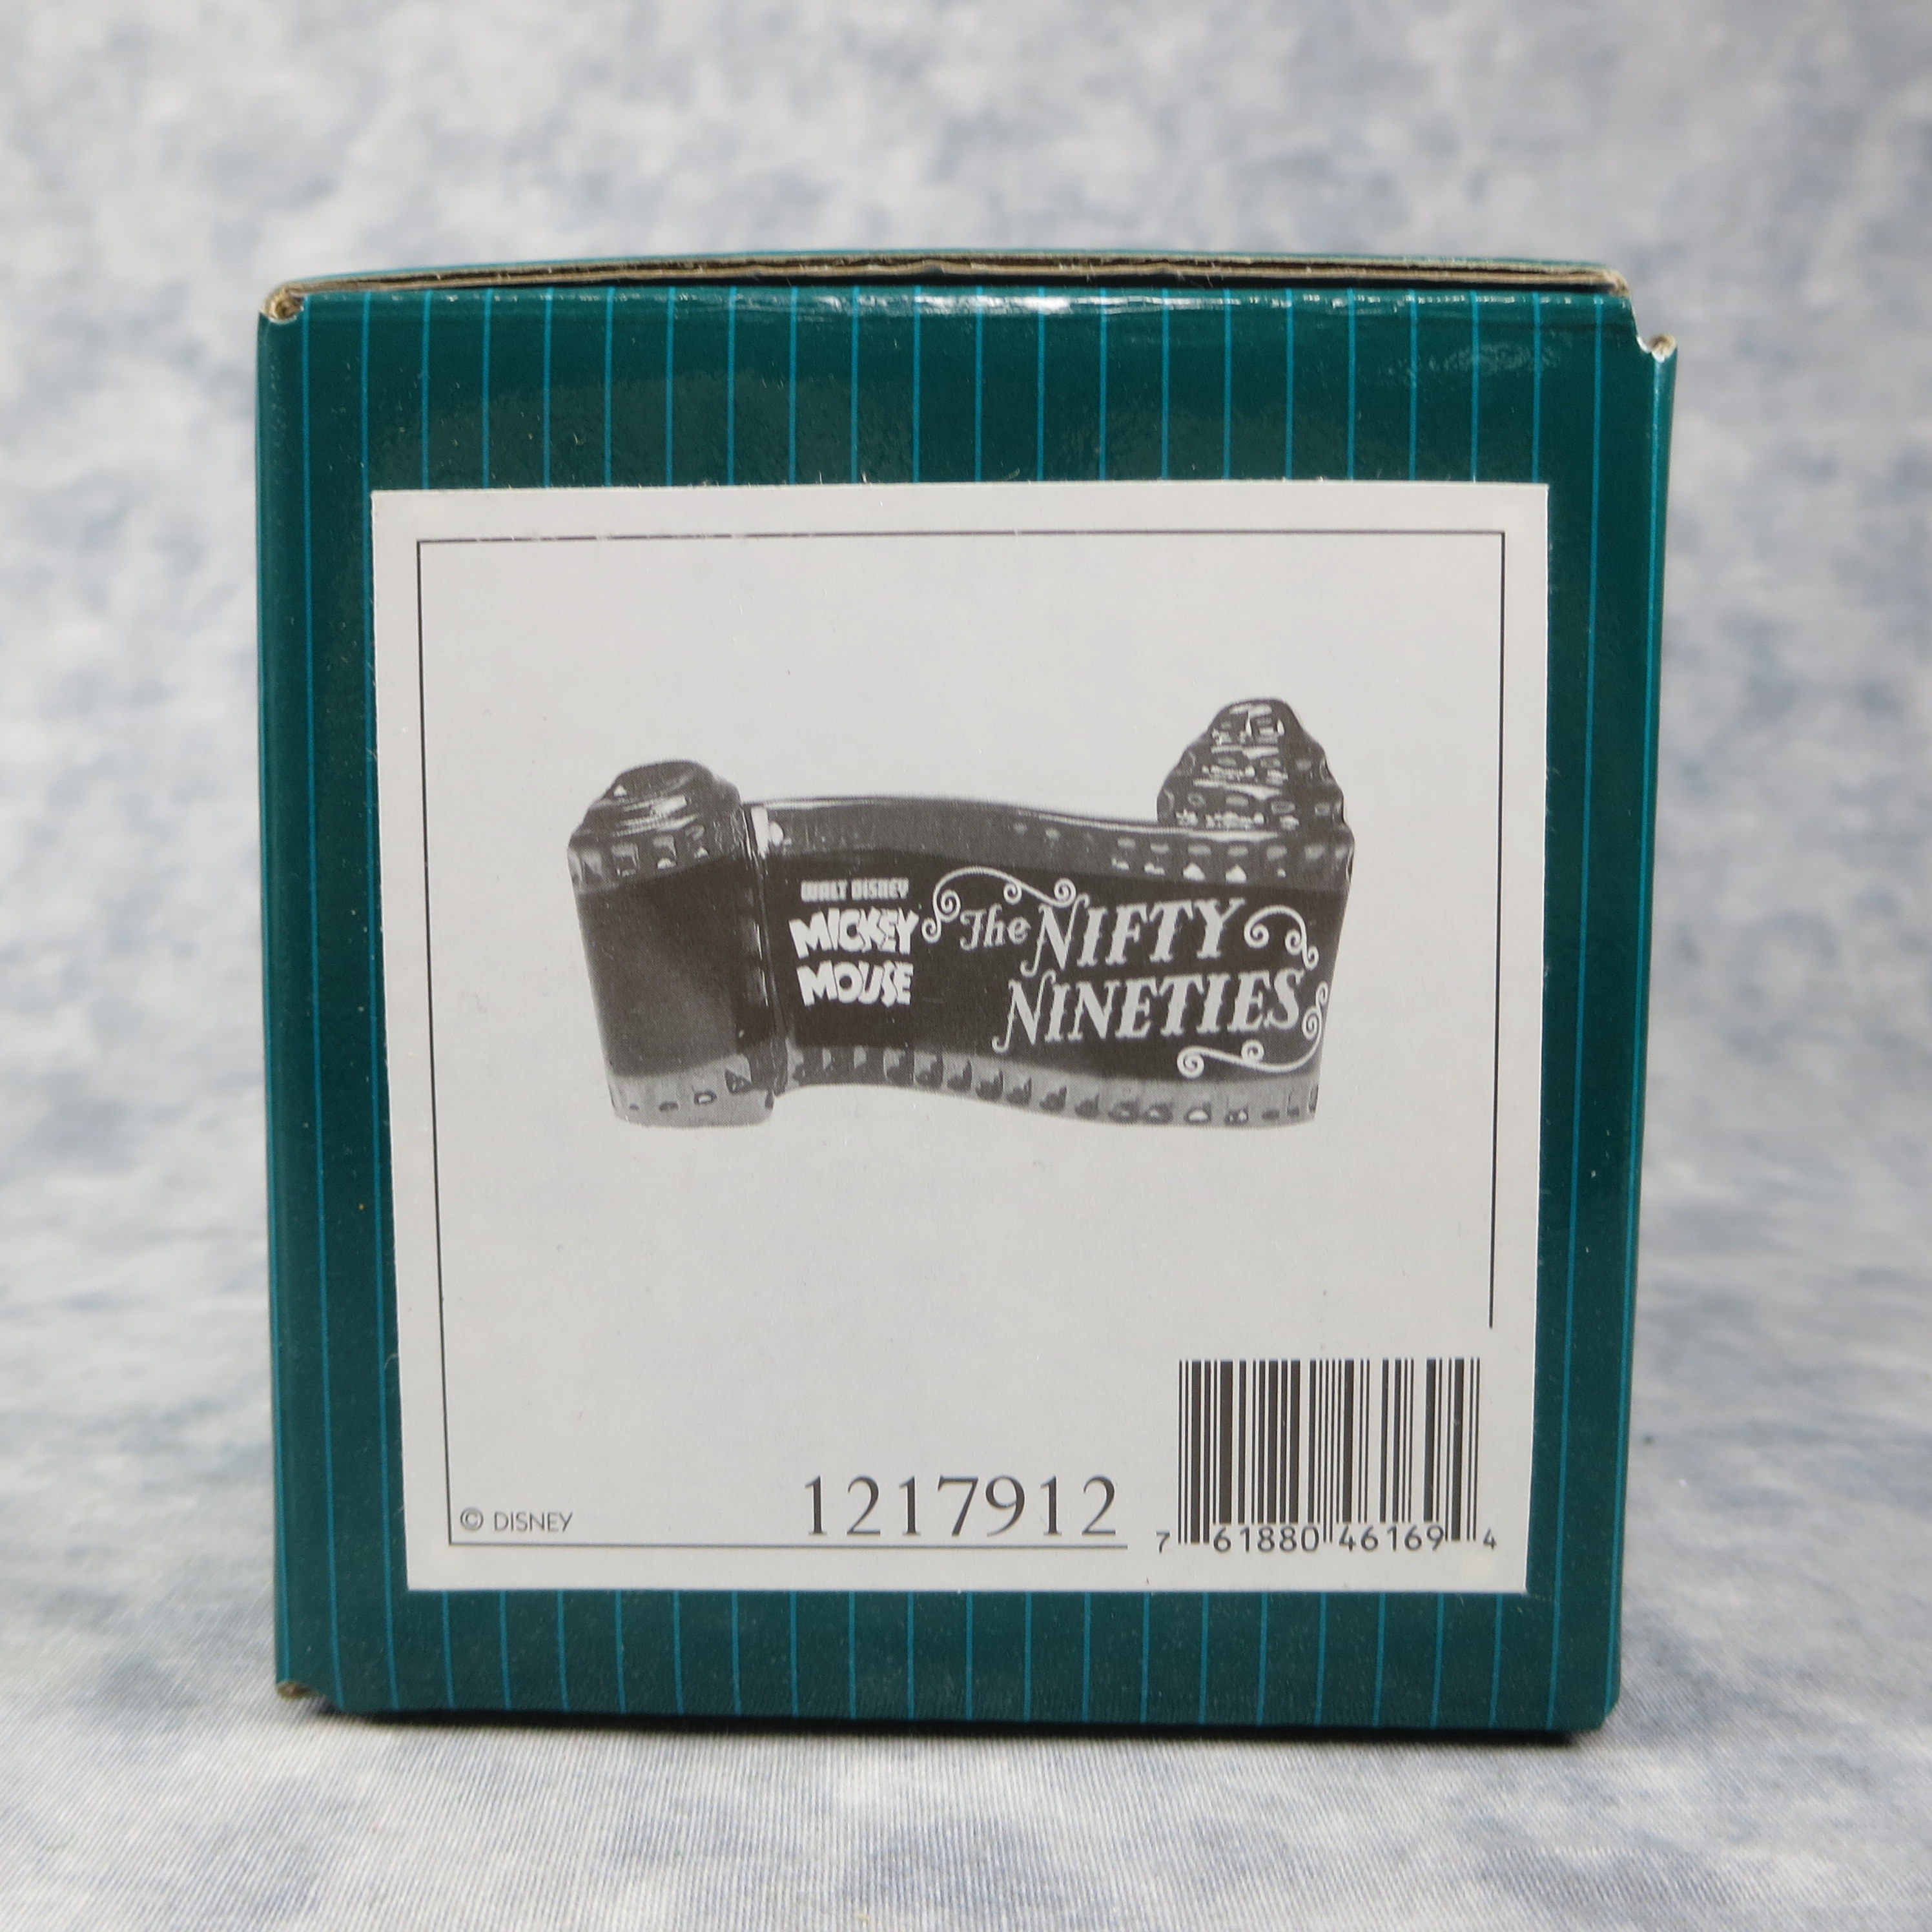 WALT DISNEY
MICKEY
MOUSE
The NIFTY
NINETIES
© DISNEY
1217912
7 61880 46169 4